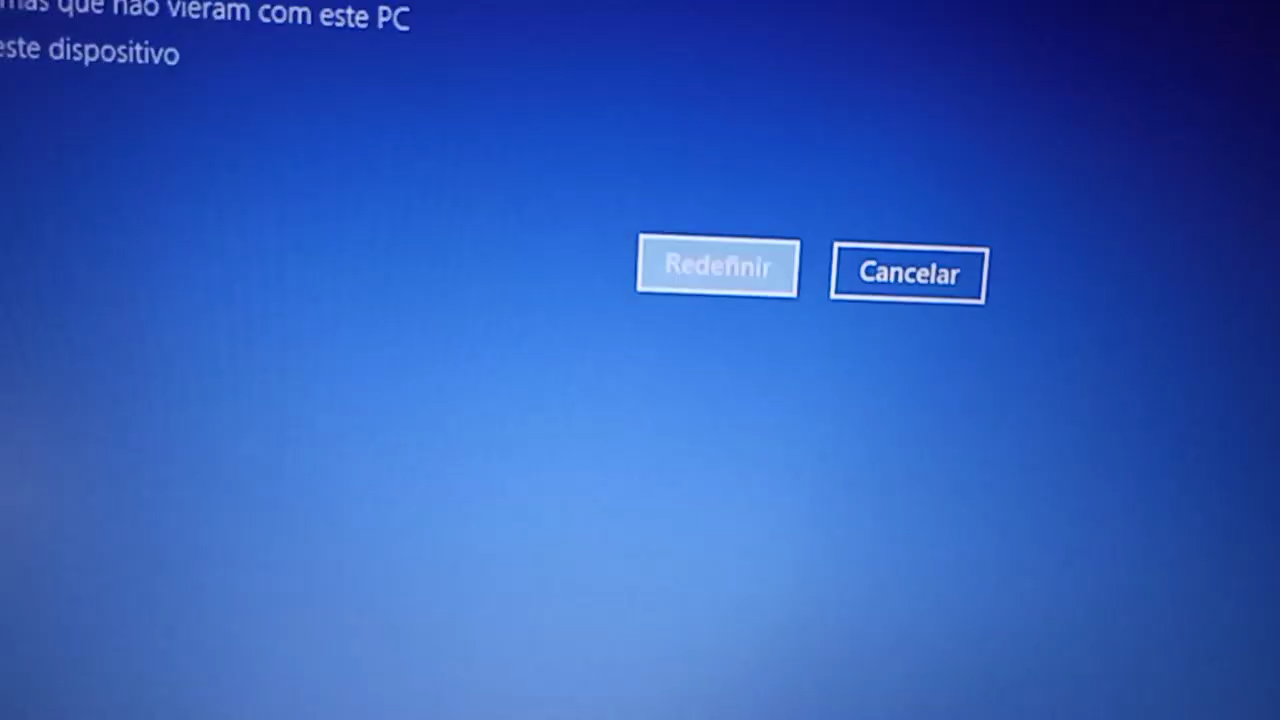 que não vieram com este PC
este dispositivo
Redefinir
Cancelar